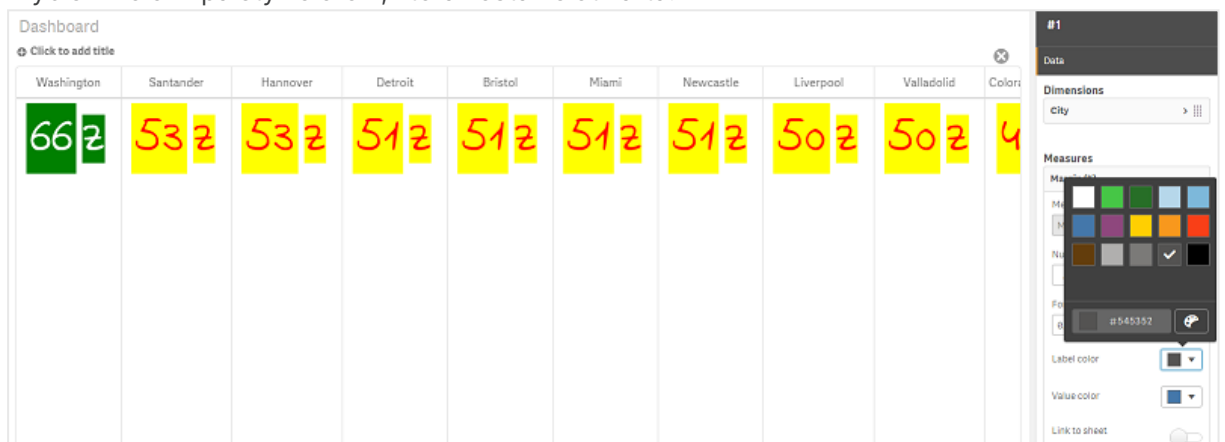 Dashboard
Click to add title
Washington Santander Hannover Detroit Bristol Miami Newcastle Liverpool Valladolid
66 z 53 z 53 z 51 z 51 z 51 z 51 z 50 z 50 z 4
#1
Data
Dimensions
City
Measures
#545352
Label color
Value color
Link to sheet